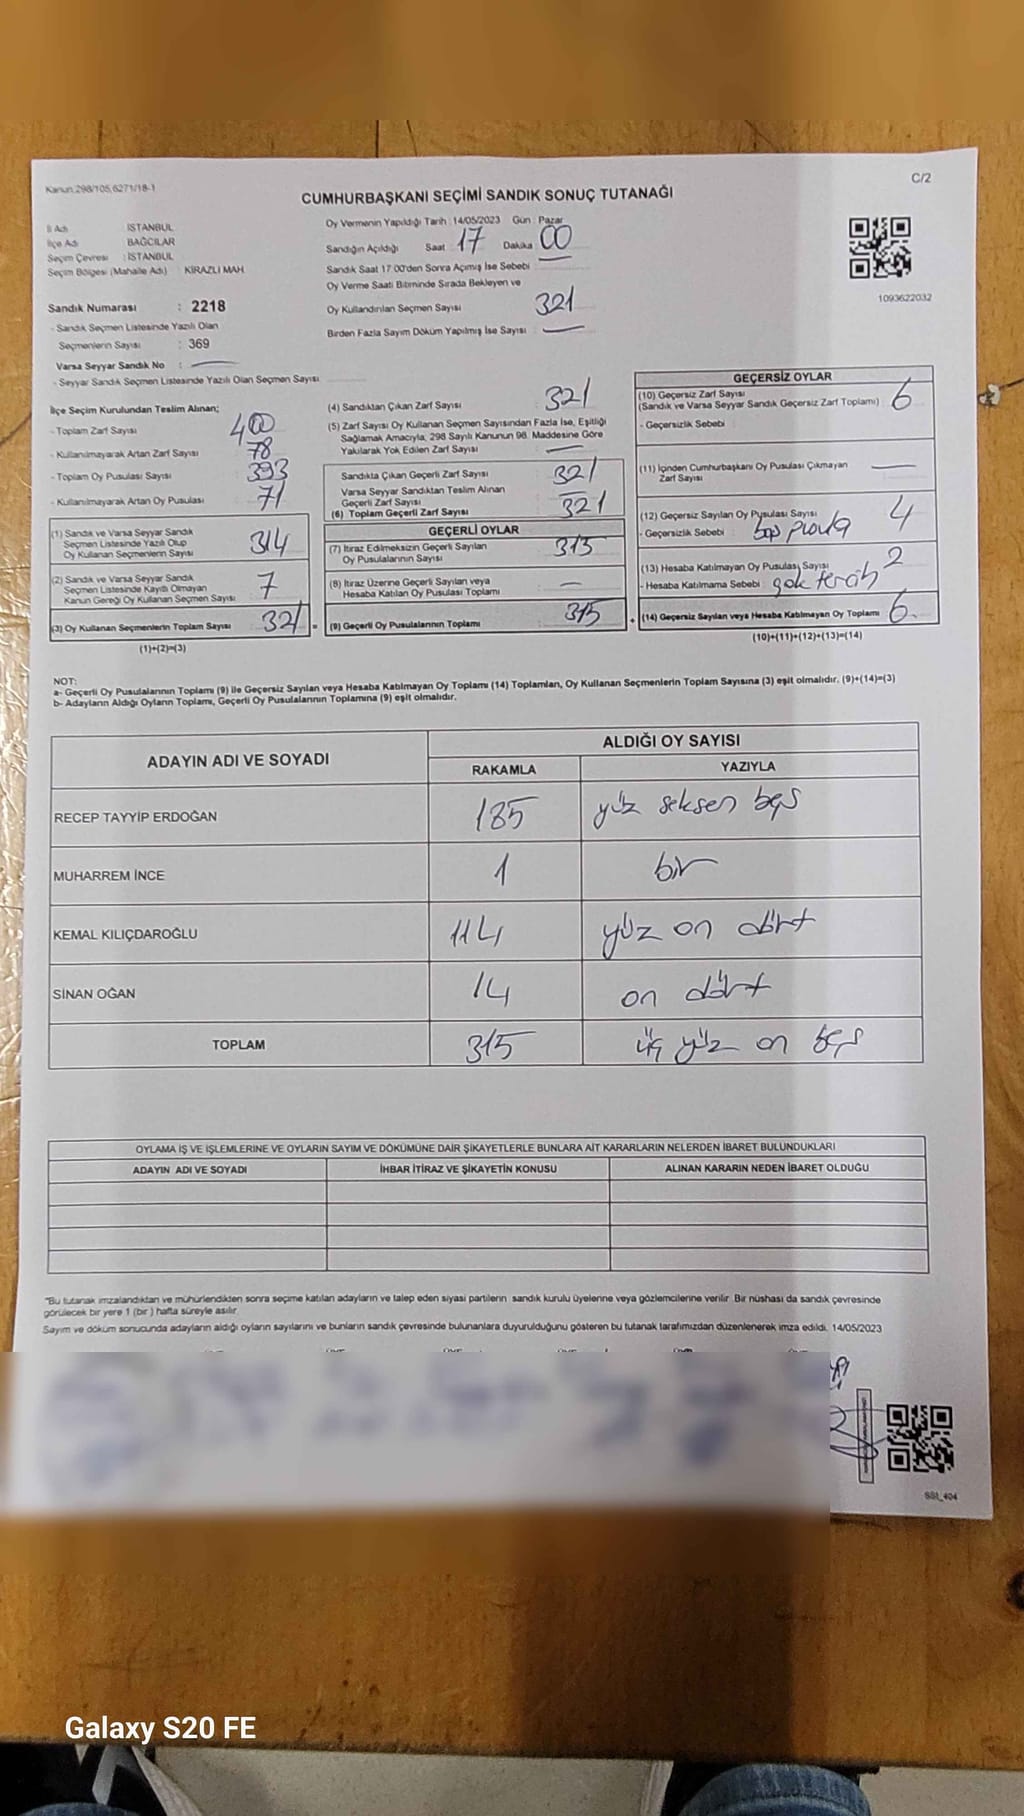 Kanun.298/105,6271/18-1
C/2
CUMHURBAŞKANI SEÇİMİ SANDIK SONUÇ TUTANAĞI
İl Adı : İSTANBUL
İlçe Adı : BAĞCILAR
Seçim Çevresi : İSTANBUL
Seçim Bölgesi (Mahalle Adı) : KİRAZLI MAH.
Sandık Numarası : 2218
- Sandık Seçmen Listesinde Yazılı Olan
Seçmenlerin Sayısı : 369
Varsa Seyyar Sandık No : —
- Seyyar Sandık Seçmen Listesinde Yazılı Olan Seçmen Sayısı
Oy Vermenin Yapıldığı Tarih : 14/05/2023 Gün : Pazar
Sandığın Açıldığı Saat 17 Dakika 00
Sandık Saat 17.00'den Sonra Açılmış İse Sebebi —
Oy Verme Saati Bitiminde Sırada Bekleyen ve
Oy Kullandırılan Seçmen Sayısı 321
Birden Fazla Sayım Döküm Yapılmış İse Sayısı —
1093622032
İlçe Seçim Kurulundan Teslim Alınan;
- Toplam Zarf Sayısı 400
- Kullanılmayarak Artan Zarf Sayısı 78
- Toplam Oy Pusulası Sayısı 393
- Kullanılmayarak Artan Oy Pusulası 71
(1) Sandık ve Varsa Seyyar Sandık
Seçmen Listesinde Yazılı Olup
Oy Kullanan Seçmenlerin Sayısı 314
(2) Sandık ve Varsa Seyyar Sandık
Seçmen Listesinde Kayıtlı Olmayan
Kanun Gereği Oy Kullanan Seçmen Sayısı 7
(3) Oy Kullanan Seçmenlerin Toplam Sayısı 321 =
(1)+(2)=(3)
(4) Sandıktan Çıkan Zarf Sayısı 321
(5) Zarf Sayısı Oy Kullanan Seçmen Sayısından Fazla İse, Eşitliği
Sağlamak Amacıyla, 298 Sayılı Kanunun 98. Maddesine Göre
Yakılarak Yok Edilen Zarf Sayısı —
Sandıkta Çıkan Geçerli Zarf Sayısı 321
Varsa Seyyar Sandıktan Teslim Alınan
Geçerli Zarf Sayısı —
(6) Toplam Geçerli Zarf Sayısı 321
GEÇERLİ OYLAR
(7) İtiraz Edilmeksizin Geçerli Sayılan
Oy Pusulalarının Sayısı 315
(8) İtiraz Üzerine Geçerli Sayılan veya
Hesaba Katılan Oy Pusulası Toplamı —
(9) Geçerli Oy Pusulalarının Toplamı 315 +
GEÇERSİZ OYLAR
(10) Geçersiz Zarf Sayısı
(Sandık ve Varsa Seyyar Sandık Geçersiz Zarf Toplamı) 6
- Geçersizlik Sebebi :
(11) İçinden Cumhurbaşkanı Oy Pusulası Çıkmayan
Zarf Sayısı —
(12) Geçersiz Sayılan Oy Pusulası Sayısı 4
- Geçersizlik Sebebi :
(13) Hesaba Katılmayan Oy Pusulası Sayısı 2
- Hesaba Katılmama Sebebi : çok tercih
(14) Geçersiz Sayılan veya Hesaba Katılmayan Oy Toplamı 6
(10)+(11)+(12)+(13)=(14)
NOT:
a- Geçerli Oy Pusulalarının Toplamı (9) ile Geçersiz Sayılan veya Hesaba Katılmayan Oy Toplamı (14) Toplamları, Oy Kullanan Seçmenlerin Toplam Sayısına (3) eşit olmalıdır. (9)+(14)=(3)
b- Adayların Aldığı Oyların Toplamı, Geçerli Oy Pusulalarının Toplamına (9) eşit olmalıdır.
ADAYIN ADI VE SOYADI ALDIĞI OY SAYISI
RAKAMLA YAZIYLA
RECEP TAYYİP ERDOĞAN 185 yüz seksen beş
MUHARREM İNCE 1 bir
KEMAL KILIÇDAROĞLU 114 yüz on dört
SİNAN OĞAN 14 on dört
TOPLAM 315 üç yüz on beş
OYLAMA İŞ VE İŞLEMLERİNE VE OYLARIN SAYIM VE DÖKÜMÜNE DAİR ŞİKAYETLERLE BUNLARA AİT KARARLARIN NELERDEN İBARET BULUNDUKLARI
ADAYIN ADI VE SOYADI İHBAR İTİRAZ VE ŞİKAYETİN KONUSU ALINAN KARARIN NEDEN İBARET OLDUĞU
"Bu tutanak imzalandıktan ve mühürlendikten sonra seçime katılan adayların ve talep eden siyasi partilerin sandık kurulu üyelerine veya gözlemcilerine verilir. Bir nüshası da sandık çevresinde
görülecek bir yere 1 (bir ) hafta süreyle asılır.
Sayım ve döküm sonucunda adayların aldığı oyların sayılarını ve bunların sandık çevresinde bulunanlara duyurulduğunu gösteren bu tutanak tarafımızdan düzenlenerek imza edildi. 14/05/2023
SSt_404
Galaxy S20 FE